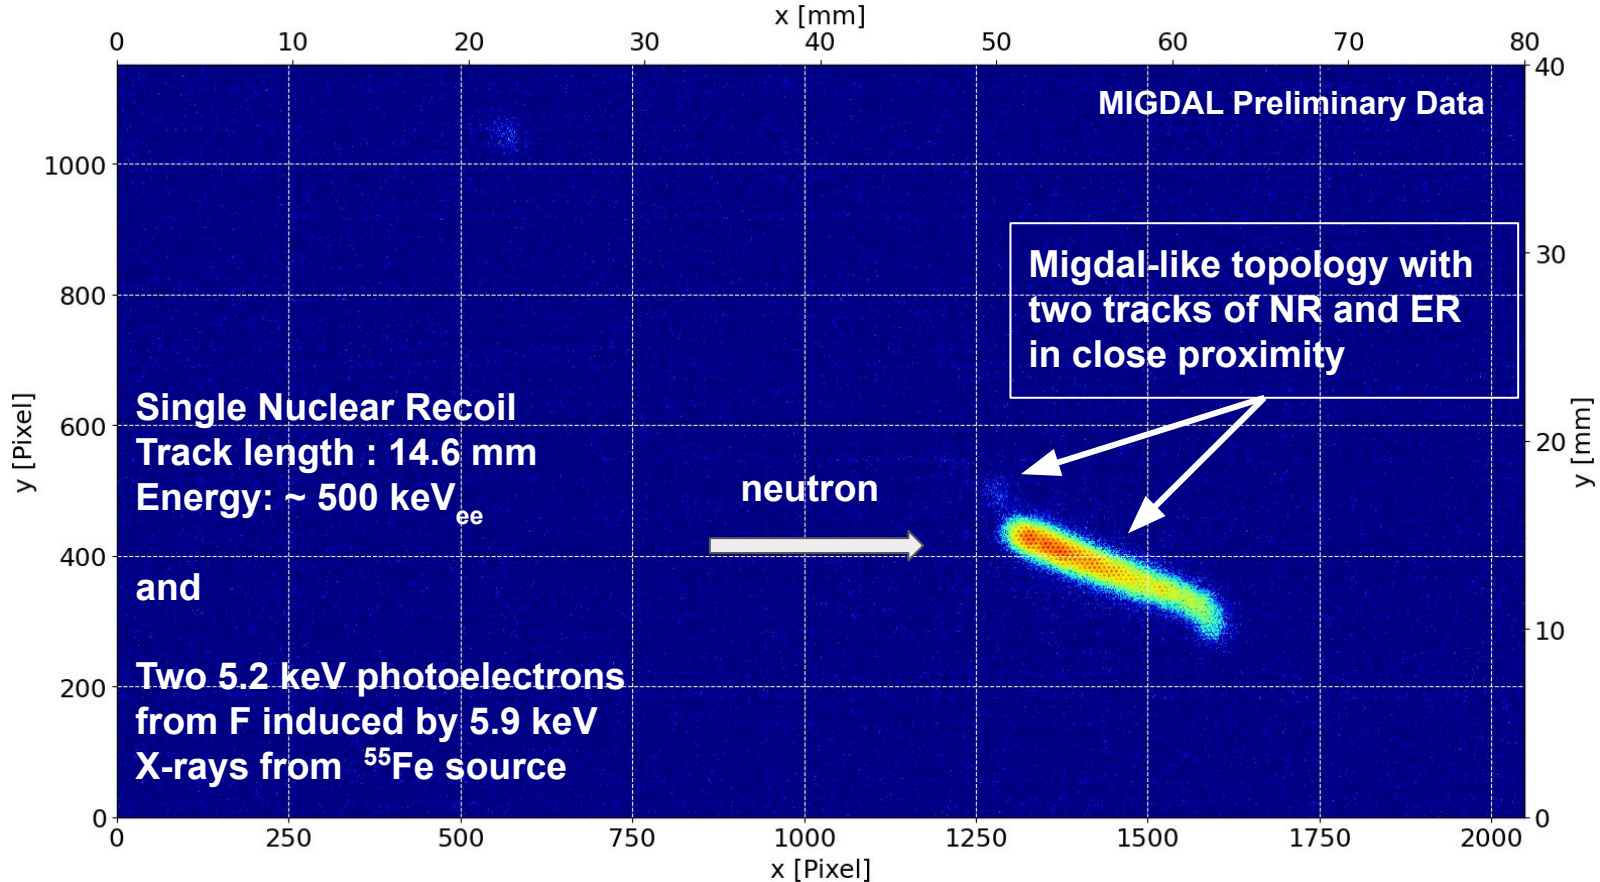 x [mm]
0 10 20 30 40 50 60 70 80
MIGDAL Preliminary Data
Migdal-like topology with
two tracks of NR and ER
in close proximity
Single Nuclear Recoil
Track length : 14.6 mm
Energy: ~ 500 keVee
and
Two 5.2 keV photoelectrons
from F induced by 5.9 keV
X-rays from 55Fe source
neutron
y [Pixel]
1000
800
600
400
200
0
y [mm]
40
30
20
10
0
0 250 500 750 1000 1250 1500 1750 2000
x [Pixel]